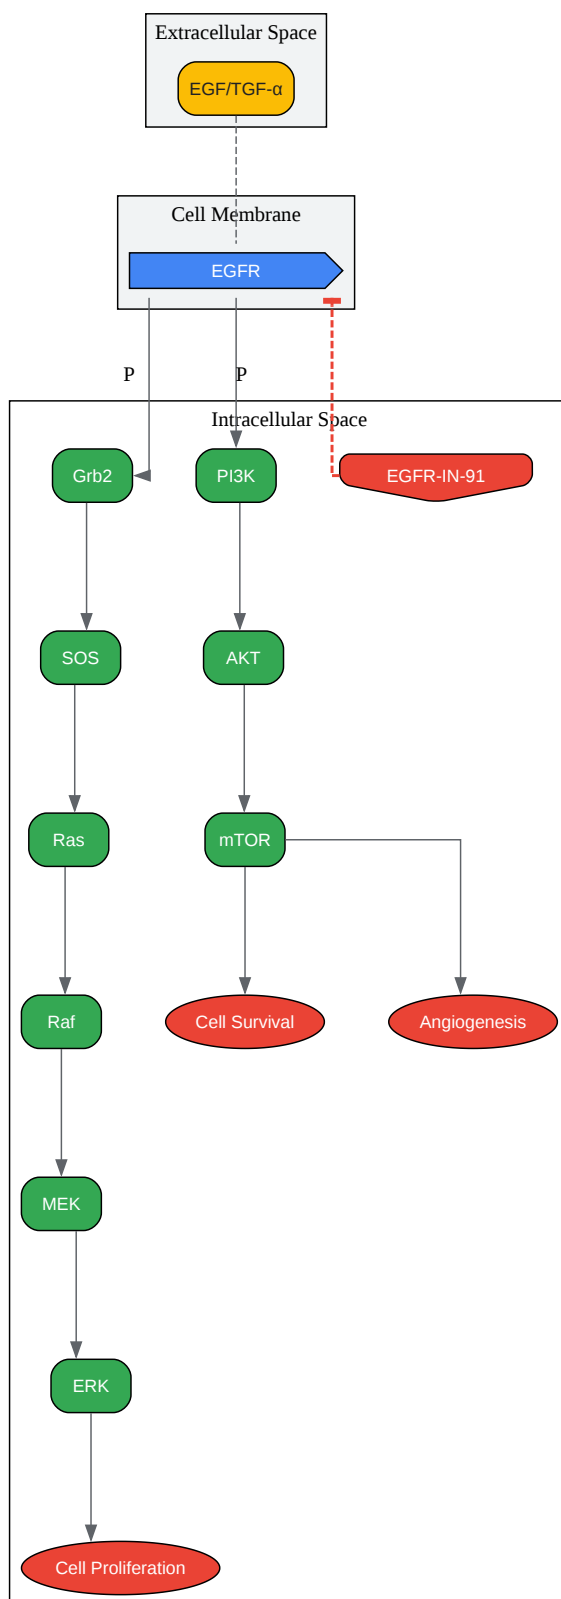 Extracellular Space
EGF/TGF-α
Cell Membrane
EGFR
P
P
Intracellular Space
Grb2
PI3K
EGFR-IN-91
SOS
AKT
Ras
mTOR
Raf
Cell Survival
Angiogenesis
MEK
ERK
Cell Proliferation